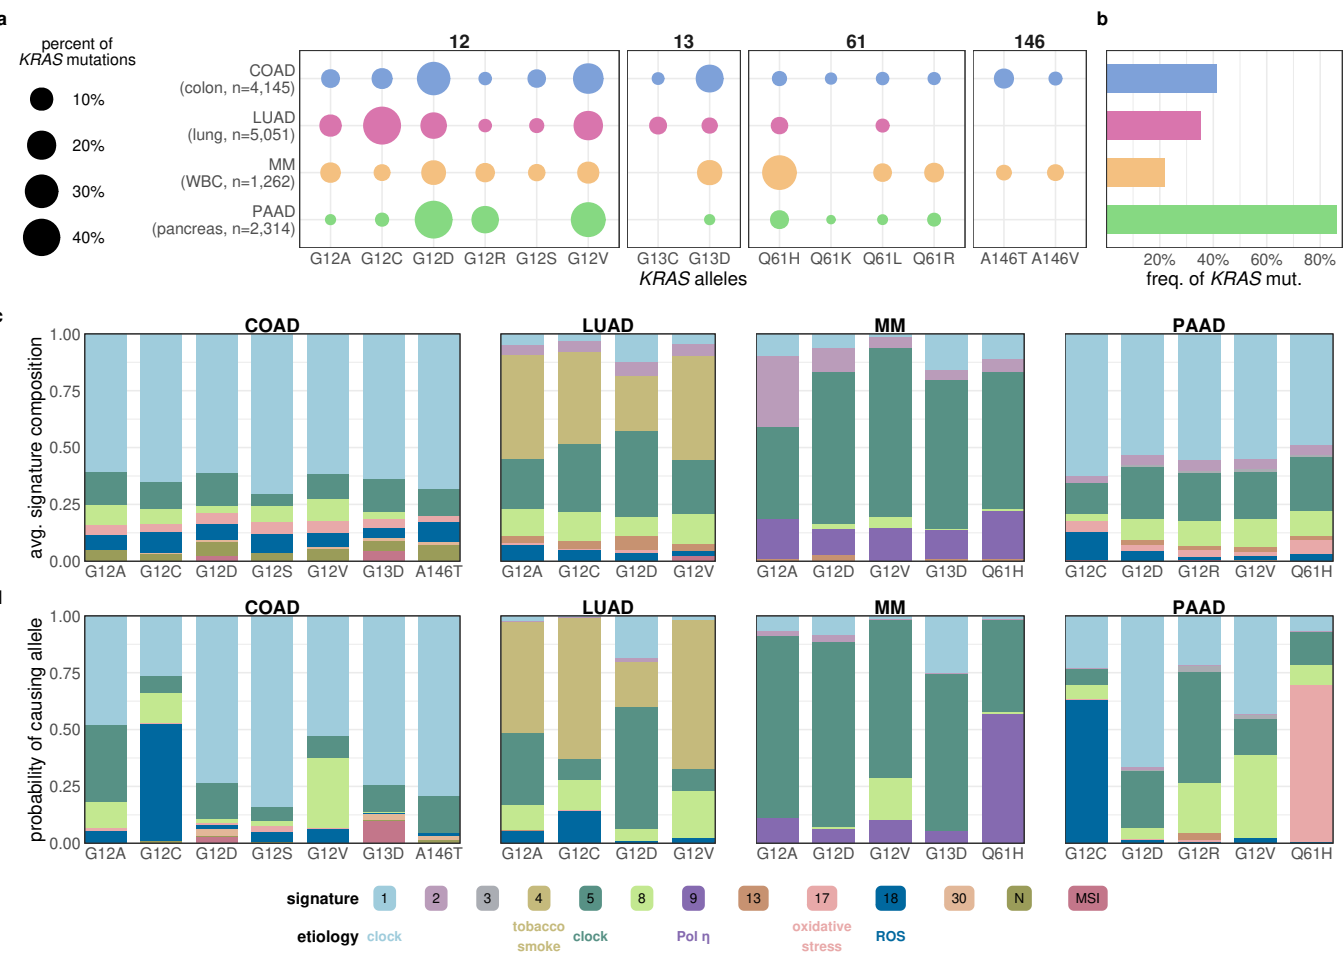 a
b
percent of
KRAS mutations
10%
20%
30%
40%
12
13
61
146
COAD
(colon, n=4,145)
LUAD
(lung, n=5,051)
MM
(WBC, n=1,262)
PAAD
(pancreas, n=2,314)
G12A G12C G12D G12R G12S G12V G13C G13D Q61H Q61K Q61L Q61R A146T A146V
KRAS alleles
20% 40% 60% 80%
freq. of KRAS mut.
c
COAD LUAD MM PAAD
avg. signature composition
1.00
0.75
0.50
0.25
0.00
G12A G12C G12D G12S G12V G13D A146T G12A G12C G12D G12V G12A G12D G12V G13D Q61H G12C G12D G12R G12V Q61H
COAD LUAD MM PAAD
probability of causing allele
1.00
0.75
0.50
0.25
0.00
G12A G12C G12D G12S G12V G13D A146T G12A G12C G12D G12V G12A G12D G12V G13D Q61H G12C G12D G12R G12V Q61H
signature 1 2 3 4 5 8 9 13 17 18 30 N MSI
etiology clock tobacco smoke clock Pol η oxidative stress ROS